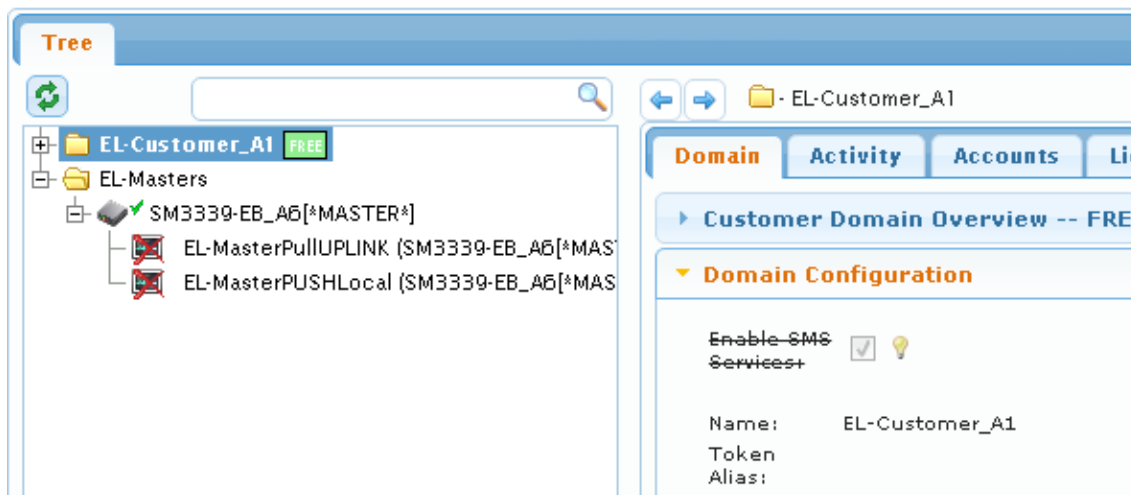 Tree
- EL-Customer_A1
EL-Customer_A1 FREE
EL-Masters
SM3339-EB_A6[*MASTER*]
EL-MasterPullUPLINK (SM3339-EB_A6[*MAS
EL-MasterPUSHLocal (SM3339-EB_A6[*MAS
Domain Activity Accounts Li
Customer Domain Overview -- FRE
Domain Configuration
Enable SMS
Services:
Name: EL-Customer_A1
Token
Alias: